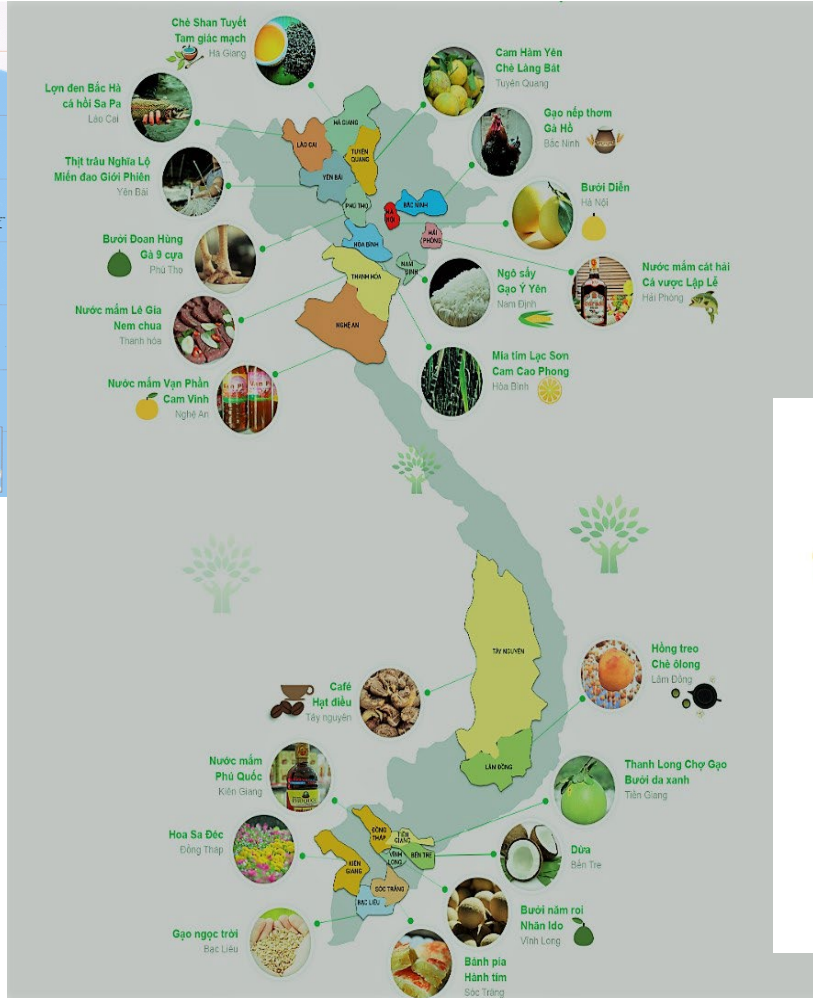 Chè Shan Tuyết
Tam giác mạch
Hà Giang
Cam Hàm Yên
Chè Làng Bát
Tuyên Quang
Lợn đen Bắc Hà
cá hồi Sa Pa
Lào Cai
Gạo nếp thơm
Gà Hồ
Bắc Ninh
Thịt trâu Nghĩa Lộ
Miến đao Giới Phiên
Yên Bái
Bưởi Diễn
Hà Nội
Bưởi Đoan Hùng
Gà 9 cựa
Phú Thọ
Nước mắm cát hải
Cá vược Lập Lễ
Hải Phòng
Ngô sấy
Gạo Ý Yên
Nam Định
Nước mắm Lê Gia
Nem chua
Thanh hóa
Mía tím Lạc Sơn
Cam Cao Phong
Hòa Bình
Nước mắm Vạn Phần
Cam Vinh
Nghệ An
HÀ GIANG
LÀO CAI
TUYÊN
QUANG
YÊN BÁI
PHÚ THỌ
BẮC NINH
HÀ
NỘI
HẢI
PHÒNG
HÒA BÌNH
NAM
ĐỊNH
THANH HÓA
NGHỆ AN
TÂY NGUYÊN
Hồng treo
Chè ôlong
Lâm Đồng
Café
Hạt điều
Tây nguyên
LÂM ĐỒNG
Nước mắm
Phú Quốc
Kiên Giang
Thanh Long Chợ Gạo
Bưởi da xanh
Tiền Giang
Hoa Sa Đéc
Đồng Tháp
ĐỒNG
THÁP
TIỀN
GIANG
VĨNH
LONG
BẾN TRE
KIÊN
GIANG
SÓC TRĂNG
BẠC LIÊU
Dừa
Bến Tre
Bưởi năm roi
Nhãn Ido
Vĩnh Long
Gạo ngọc trời
Bạc Liêu
Bánh pía
Hành tím
Sóc Trăng